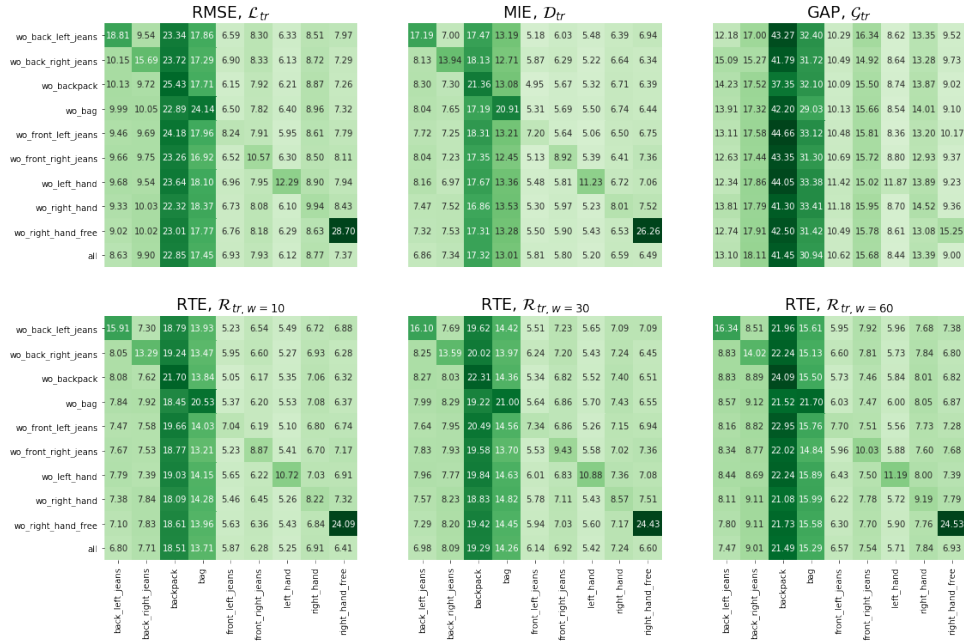 RMSE, 𝓛tr
MIE, 𝓓tr
GAP, 𝓖tr
wo_back_left_jeans 18.81 9.54 23.34 17.86 6.59 8.30 6.33 8.51 7.97 17.19 7.00 17.47 13.19 5.18 6.03 5.48 6.39 6.94 12.18 17.00 43.27 32.40 10.29 16.34 8.62 13.35 9.52
wo_back_right_jeans 10.15 15.69 23.72 17.29 6.90 8.33 6.13 8.72 7.29 8.13 13.94 18.13 12.71 5.87 6.29 5.22 6.64 6.34 15.09 15.27 41.79 31.72 10.49 14.92 8.64 13.28 9.73
wo_backpack 10.13 9.72 25.43 17.71 6.15 7.92 6.21 8.87 7.26 8.30 7.30 21.36 13.08 4.95 5.67 5.32 6.71 6.39 14.23 17.52 37.35 32.10 10.09 15.50 8.74 13.87 9.02
wo_bag 9.99 10.05 22.89 24.14 6.50 7.82 6.40 8.96 7.32 8.04 7.65 17.19 20.91 5.31 5.69 5.50 6.74 6.44 13.91 17.32 42.20 29.03 10.13 15.66 8.54 14.01 9.10
wo_front_left_jeans 9.46 9.69 24.18 17.96 8.24 7.91 5.95 8.61 7.79 7.72 7.25 18.31 13.21 7.20 5.64 5.06 6.50 6.75 13.11 17.58 44.66 33.12 10.48 15.81 8.36 13.20 10.17
wo_front_right_jeans 9.66 9.75 23.26 16.92 6.52 10.57 6.30 8.50 8.11 8.04 7.23 17.35 12.45 5.13 8.92 5.39 6.41 7.36 12.63 17.44 43.35 31.30 10.69 15.72 8.80 12.93 9.37
wo_left_hand 9.68 9.54 23.64 18.10 6.96 7.95 12.29 8.90 7.94 8.16 6.97 17.67 13.36 5.48 5.81 11.23 6.72 7.06 12.34 17.86 44.05 33.38 11.42 15.02 11.87 13.89 9.23
wo_right_hand 9.33 10.03 22.32 18.37 6.73 8.08 6.10 9.94 8.43 7.47 7.52 16.86 13.53 5.30 5.97 5.23 8.01 7.52 13.81 17.79 41.30 33.41 11.18 15.95 8.70 14.52 9.36
wo_right_hand_free 9.02 10.02 23.01 17.77 6.76 8.18 6.29 8.63 28.70 7.32 7.53 17.31 13.28 5.50 5.90 5.43 6.53 26.26 12.74 17.91 42.50 31.42 10.79 15.91 8.61 13.08 15.25
all 8.63 9.90 22.85 17.45 6.93 7.93 6.12 8.77 7.37 6.86 7.34 17.32 13.01 5.81 5.80 5.20 6.59 6.49 13.10 18.11 41.45 30.94 10.62 15.68 8.44 13.39 9.00
RTE, 𝓡tr, w = 10
RTE, 𝓡tr, w = 30
RTE, 𝓡tr, w = 60
wo_back_left_jeans 15.91 7.30 18.79 13.93 5.23 6.54 5.49 6.72 6.88 16.10 7.69 19.62 14.42 5.51 7.23 5.65 7.09 7.09 16.34 8.51 21.96 15.61 5.95 7.92 5.96 7.68 7.38
wo_back_right_jeans 8.05 13.29 19.24 13.47 5.95 6.60 5.27 6.93 6.28 8.25 13.59 20.02 13.97 6.24 7.20 5.43 7.24 6.45 8.83 14.02 22.24 15.13 6.60 7.81 5.73 7.84 6.80
wo_backpack 8.08 7.62 21.70 13.84 5.05 6.17 5.35 7.06 6.32 8.27 8.03 22.31 14.36 5.34 6.82 5.52 7.40 6.51 8.83 8.89 24.09 15.50 5.73 7.46 5.84 8.01 6.82
wo_bag 7.84 7.92 18.45 20.53 5.37 6.20 5.53 7.08 6.37 7.99 8.29 19.22 21.00 5.64 6.86 5.70 7.43 6.55 8.57 9.12 21.52 21.70 6.03 7.47 6.00 8.05 6.87
wo_front_left_jeans 7.47 7.58 19.66 14.03 7.04 6.19 5.10 6.80 6.74 7.64 7.95 20.49 14.56 7.34 6.86 5.26 7.15 6.94 8.16 8.83 22.95 15.76 7.70 7.51 5.56 7.73 7.28
wo_front_right_jeans 7.67 7.53 18.77 13.21 5.23 8.87 5.41 6.70 7.17 7.83 7.93 19.58 13.70 5.53 9.43 5.58 7.02 7.36 8.34 8.77 22.02 14.84 5.96 10.03 5.88 7.60 7.68
wo_left_hand 7.79 7.39 19.03 14.15 5.65 6.22 10.72 7.03 6.91 7.96 7.77 19.84 14.63 6.01 6.83 10.88 7.36 7.08 8.44 8.69 22.24 15.89 6.43 7.50 11.19 8.00 7.39
wo_right_hand 7.38 7.84 18.09 14.28 5.46 6.45 5.26 8.22 7.32 7.57 8.23 18.83 14.82 5.78 7.11 5.43 8.57 7.51 8.11 9.11 21.08 15.99 6.22 7.78 5.72 9.19 7.79
wo_right_hand_free 7.10 7.83 18.61 13.96 5.63 6.36 5.43 6.84 24.09 7.29 8.20 19.42 14.45 5.94 7.03 5.60 7.17 24.43 7.80 9.11 21.73 15.58 6.30 7.70 5.90 7.76 24.53
all 6.80 7.71 18.51 13.71 5.87 6.28 5.25 6.91 6.41 6.98 8.09 19.29 14.26 6.14 6.92 5.42 7.24 6.60 7.47 9.01 21.49 15.29 6.57 7.54 5.71 7.84 6.93
back_left_jeans back_right_jeans backpack bag front_left_jeans front_right_jeans left_hand right_hand right_hand_free back_left_jeans back_right_jeans backpack bag front_left_jeans front_right_jeans left_hand right_hand right_hand_free back_left_jeans back_right_jeans backpack bag front_left_jeans front_right_jeans left_hand right_hand right_hand_free